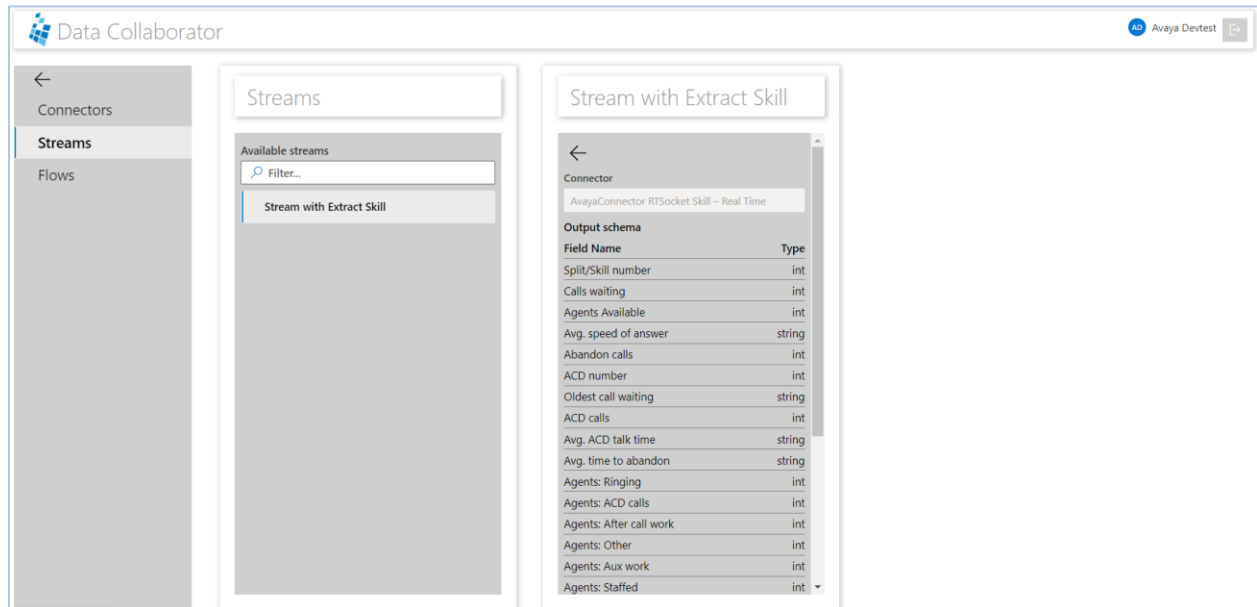 Data Collaborator
AD Avaya Devtest
Connectors
Streams
Flows
Streams
Available streams
Filter...
Stream with Extract Skill
Stream with Extract Skill
Connector
AvayaConnector RTSocket Skill – Real Time
Output schema
Field Name Type
Split/Skill number int
Calls waiting int
Agents Available int
Avg. speed of answer string
Abandon calls int
ACD number int
Oldest call waiting string
ACD calls int
Avg. ACD talk time string
Avg. time to abandon string
Agents: Ringing int
Agents: ACD calls int
Agents: After call work int
Agents: Other int
Agents: Aux work int
Agents: Staffed int